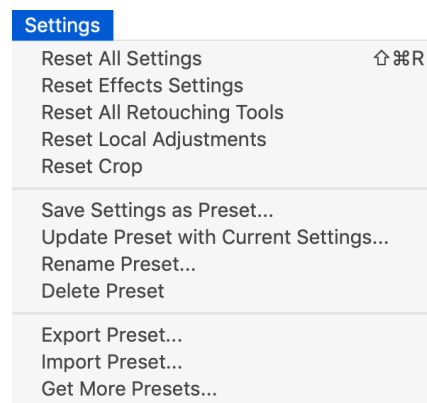 Settings
Reset All Settings ⇧⌘R
Reset Effects Settings
Reset All Retouching Tools
Reset Local Adjustments
Reset Crop
Save Settings as Preset...
Update Preset with Current Settings...
Rename Preset...
Delete Preset
Export Preset...
Import Preset...
Get More Presets...